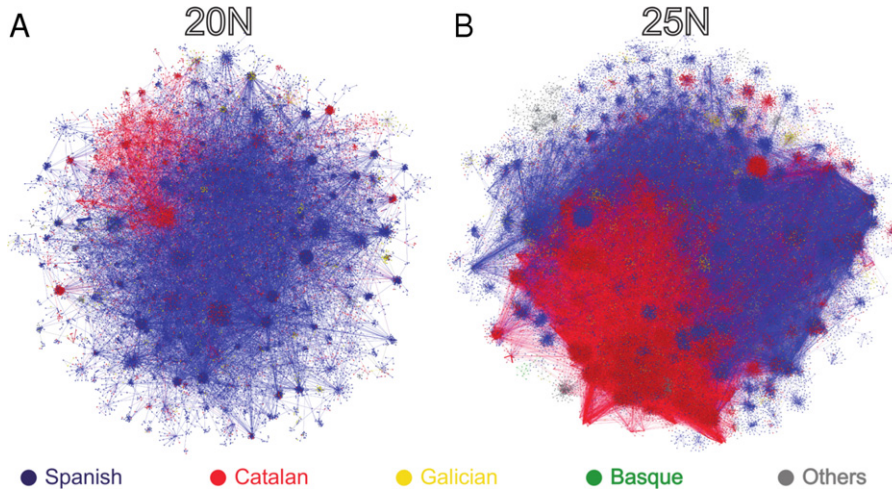 A
20N
B
25N
Spanish
Catalan
Galician
Basque
Others